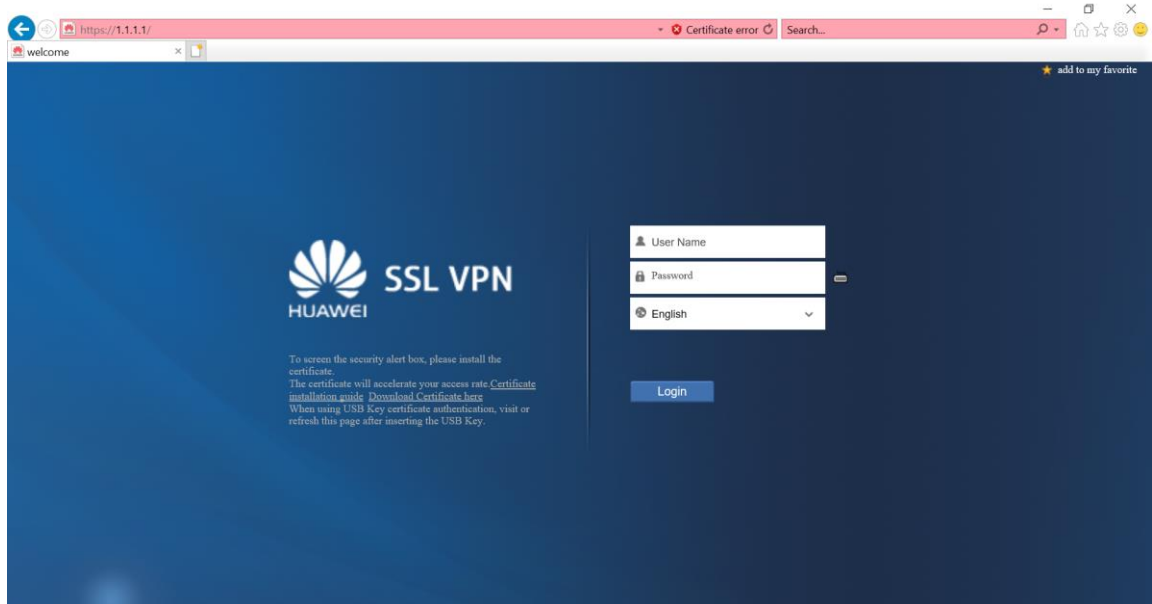 https://1.1.1.1/
Certificate error
Search...
welcome
add to my favorite
HUAWEI
SSL VPN
To screen the security alert box, please install the
certificate.
The certificate will accelerate your access rate.Certificate
installation guide Download Certificate here
When using USB Key certificate authentication, visit or
refresh this page after inserting the USB Key.
User Name
Password
English
Login